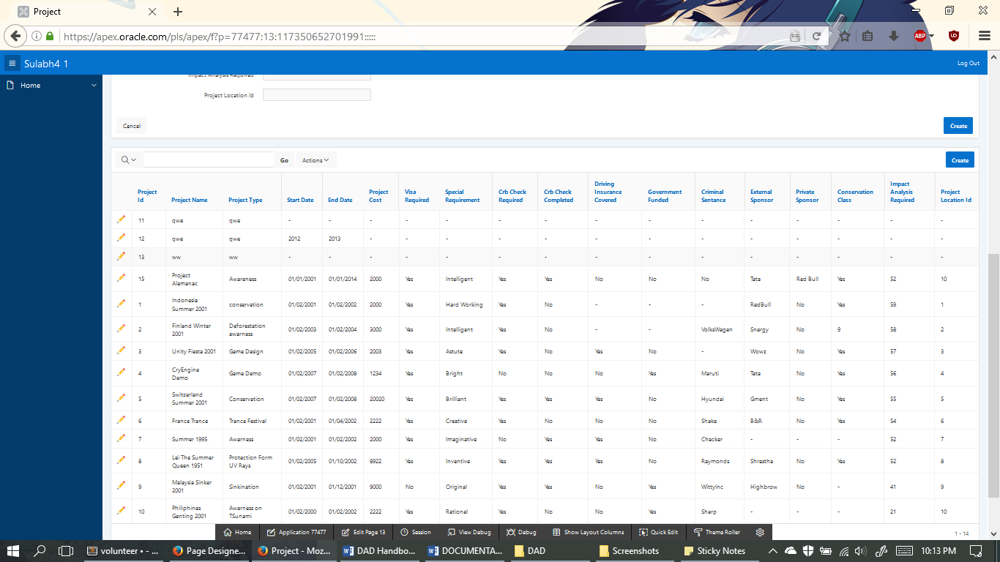 Project
https://apex.oracle.com/pls/apex/f?p=77477:13:117350652701991:::::
ABP
Sulabh4 1
Log Out
Home
Impact Analysis Required
Project Location Id
Cancel
Create
Go
Actions
Create
Project Id Project Name Project Type Start Date End Date Project Cost Visa Required Special Requirement Crb Check Required Crb Check Completed Driving Insurance Covered Government Funded Criminal Sentance External Sponsor Private Sponsor Conservation Class Impact Analysis Required Project Location Id
11 qwe qwe - - - - - - - - - - - - - - -
12 qwe qwe 2012 2013 - - - - - - - - - - - - -
13 ww ww - - - - - - - - - - - - - - -
15 Project Alamanac Awareness 01/01/2001 01/01/2014 2000 Yes Intelligent Yes Yes No No No Tata Red Bull Yes 52 10
1 Indonesia Summer 2001 conservation 01/02/2001 01/02/2002 2000 Yes Hard Working Yes No - - - RedBull No Yes 59 1
2 Finland Winter 2001 Deforestation awarness 01/02/2003 01/02/2004 3000 Yes Intelligent Yes No - - VolksWagen Snergy No 9 58 2
3 Unity Fiesta 2001 Game Design 01/02/2005 01/02/2006 2003 Yes Astute Yes No Yes No - Wowz No Yes 57 3
4 CryEngine Demo Game Demo 01/02/2007 01/02/2008 1234 Yes Bright No No No Yes Maruti Tata No Yes 56 4
5 Switzerland Summer 2001 Conservation 01/02/2007 01/02/2008 20020 Yes Brilliant Yes Yes Yes No Hyundai Gment No Yes 55 5
6 France Trance Trance Festival 01/02/2001 01/04/2002 2222 Yes Creative Yes No No No Shake B&R No Yes 54 6
7 Summer 1995 Awarness 01/02/2001 01/02/2002 2000 Yes Imaginative No Yes Yes No Checker - - - 52 7
8 Lei The Summer Queen 1951 Protection Form UV Rays 01/02/2005 01/10/2002 8922 Yes Inventive Yes Yes Yes No Raymonds Shrestha No Yes 52 8
9 Malaysia Sinker 2001 Sinkination 01/02/2001 01/12/2001 9000 No Original Yes Yes No Yes WittyInc Highbrow No - 41 9
10 Philiphines Genting 2001 Awarness on TSunami 01/02/2000 01/02/2002 2222 Yes Rational Yes No No Yes Sharp - - - 21 10
Home Application 77477 Edit Page 13 Session View Debug Debug Show Layout Columns Quick Edit Theme Roller
1 - 14
volunteer • - ... Page Designe... Project - Moz... DAD Handbo... DOCUMENTA... DAD Screenshots Sticky Notes 10:13 PM